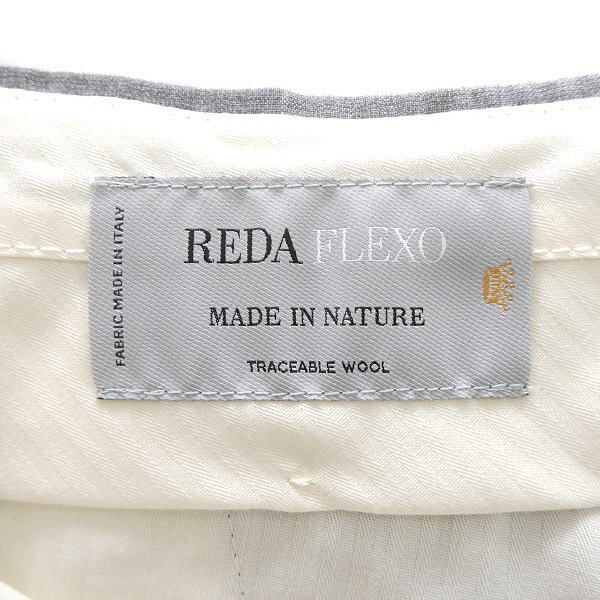 FABRIC MADE IN ITALY
REDA FLEXO
MADE IN NATURE
TRACEABLE WOOL